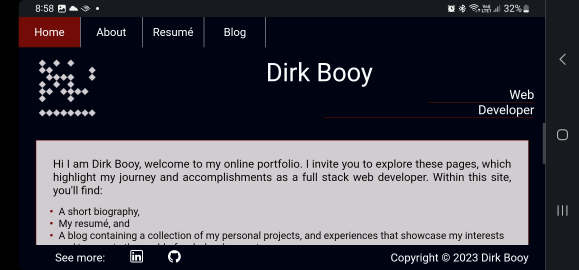 8:58
32%
Home
About
Resumé
Blog
Dirk Booy
Web
Developer
Hi I am Dirk Booy, welcome to my online portfolio. I invite you to explore these pages, which
highlight my journey and accomplishments as a full stack web developer. Within this site,
you'll find:
• A short biography,
• My resumé, and
• A blog containing a collection of my personal projects, and experiences that showcase my interests
See more:
in
Copyright © 2023 Dirk Booy